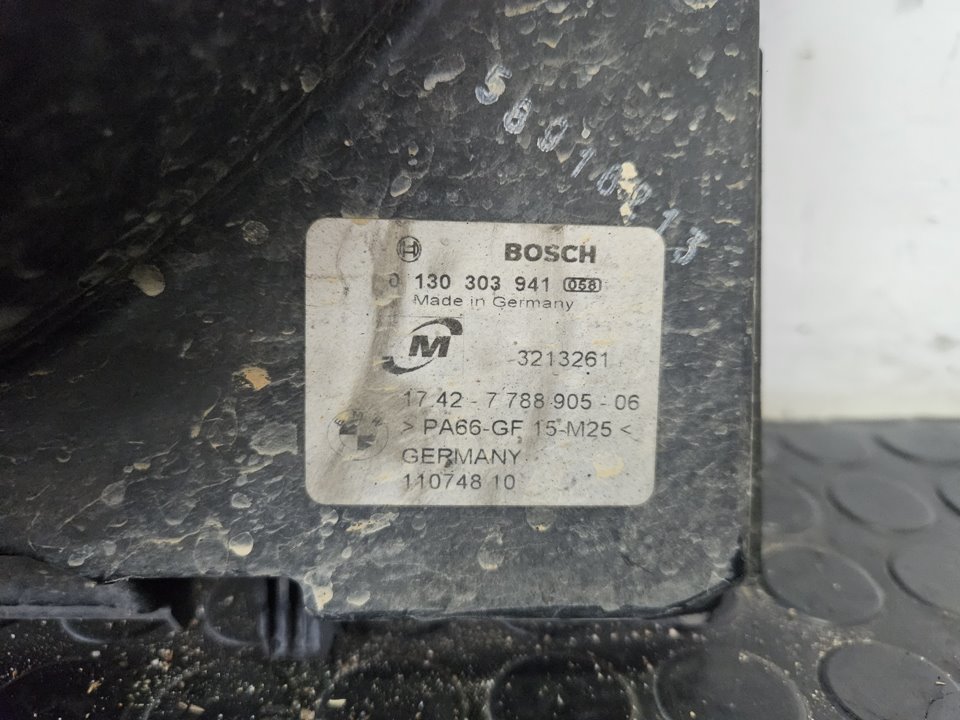 BOSCH
0 130 303 941 058
Made in Germany
M
3213261
17 42 - 7 788 905 - 06
BMW
> PA66-GF 15-M25 <
GERMANY
110748 10